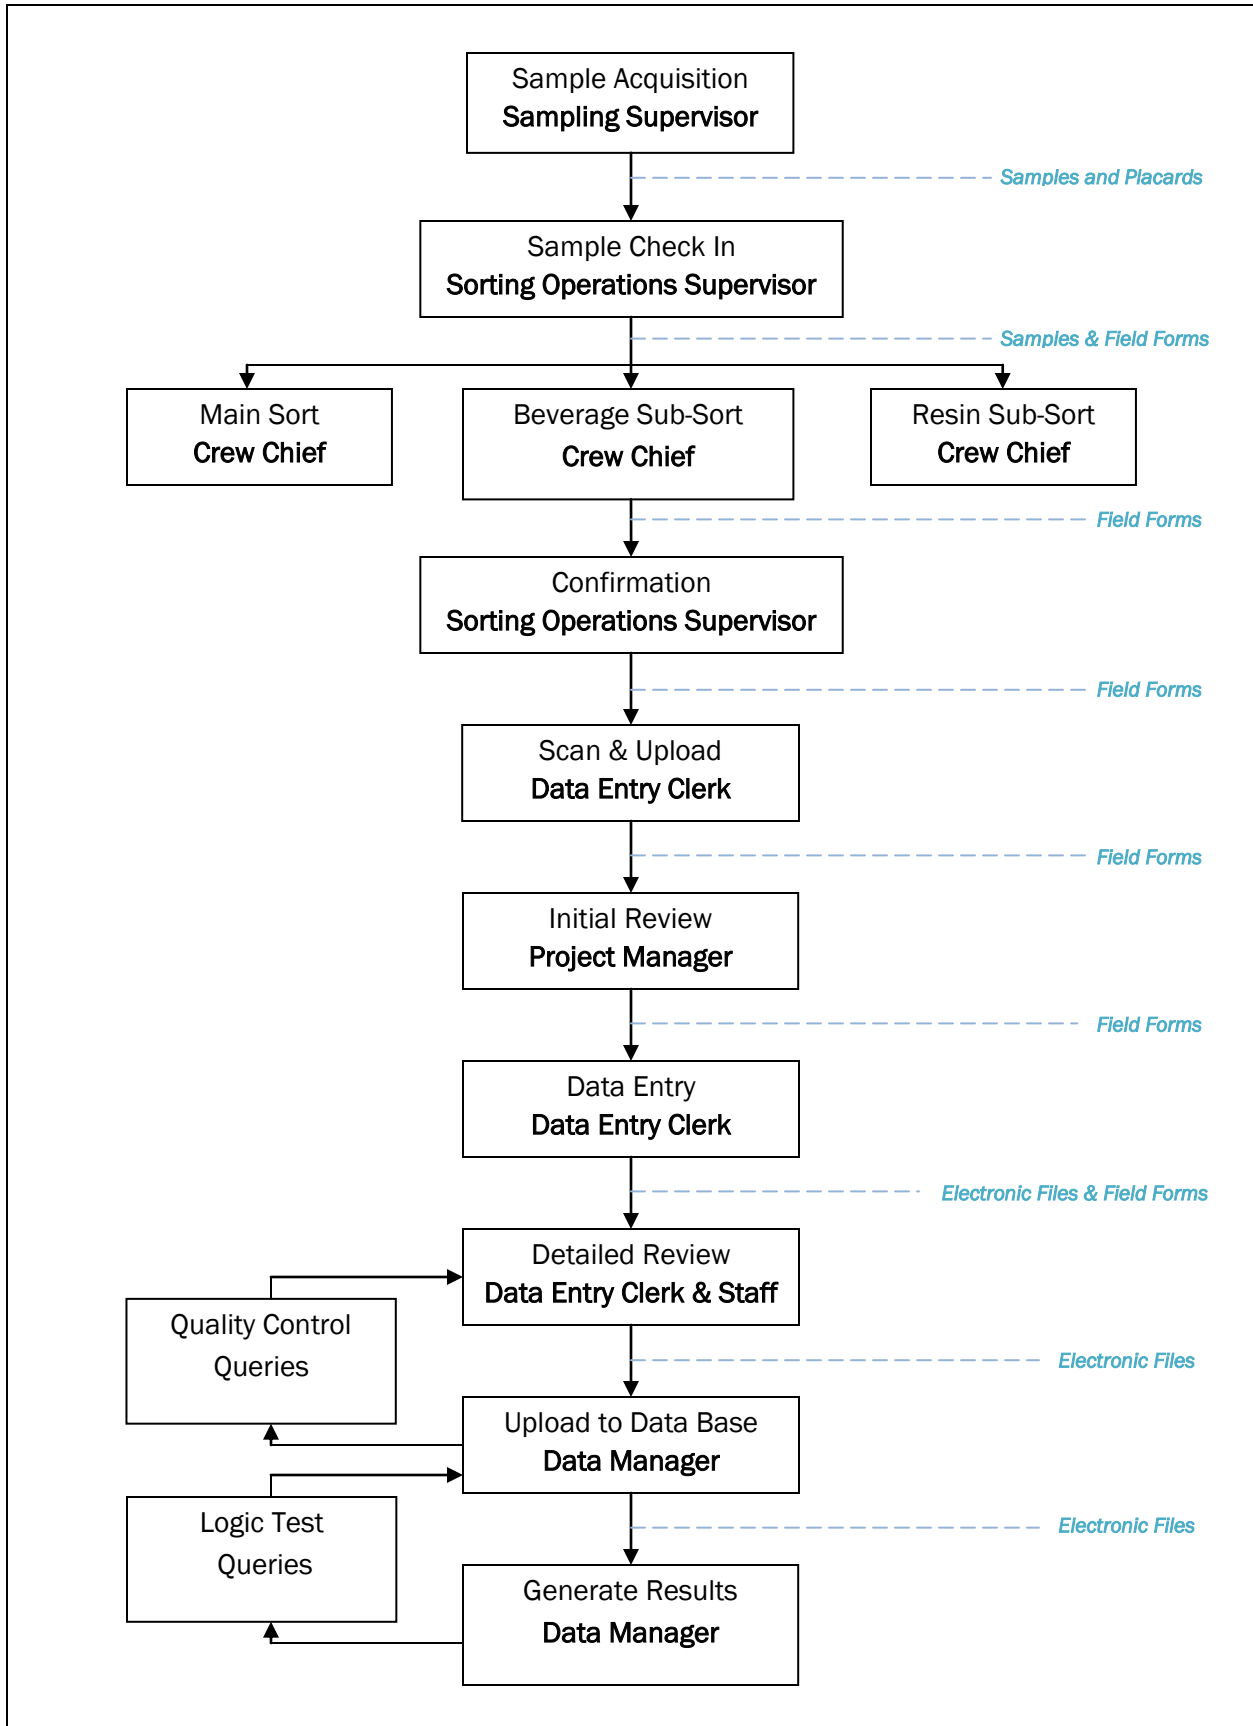 Sample Acquisition
Sampling Supervisor
Samples and Placards
Sample Check In
Sorting Operations Supervisor
Samples & Field Forms
Main Sort
Crew Chief
Beverage Sub-Sort
Crew Chief
Resin Sub-Sort
Crew Chief
Field Forms
Confirmation
Sorting Operations Supervisor
Field Forms
Scan & Upload
Data Entry Clerk
Field Forms
Initial Review
Project Manager
Field Forms
Data Entry
Data Entry Clerk
Electronic Files & Field Forms
Detailed Review
Data Entry Clerk & Staff
Quality Control
Queries
Electronic Files
Upload to Data Base
Data Manager
Logic Test
Queries
Electronic Files
Generate Results
Data Manager